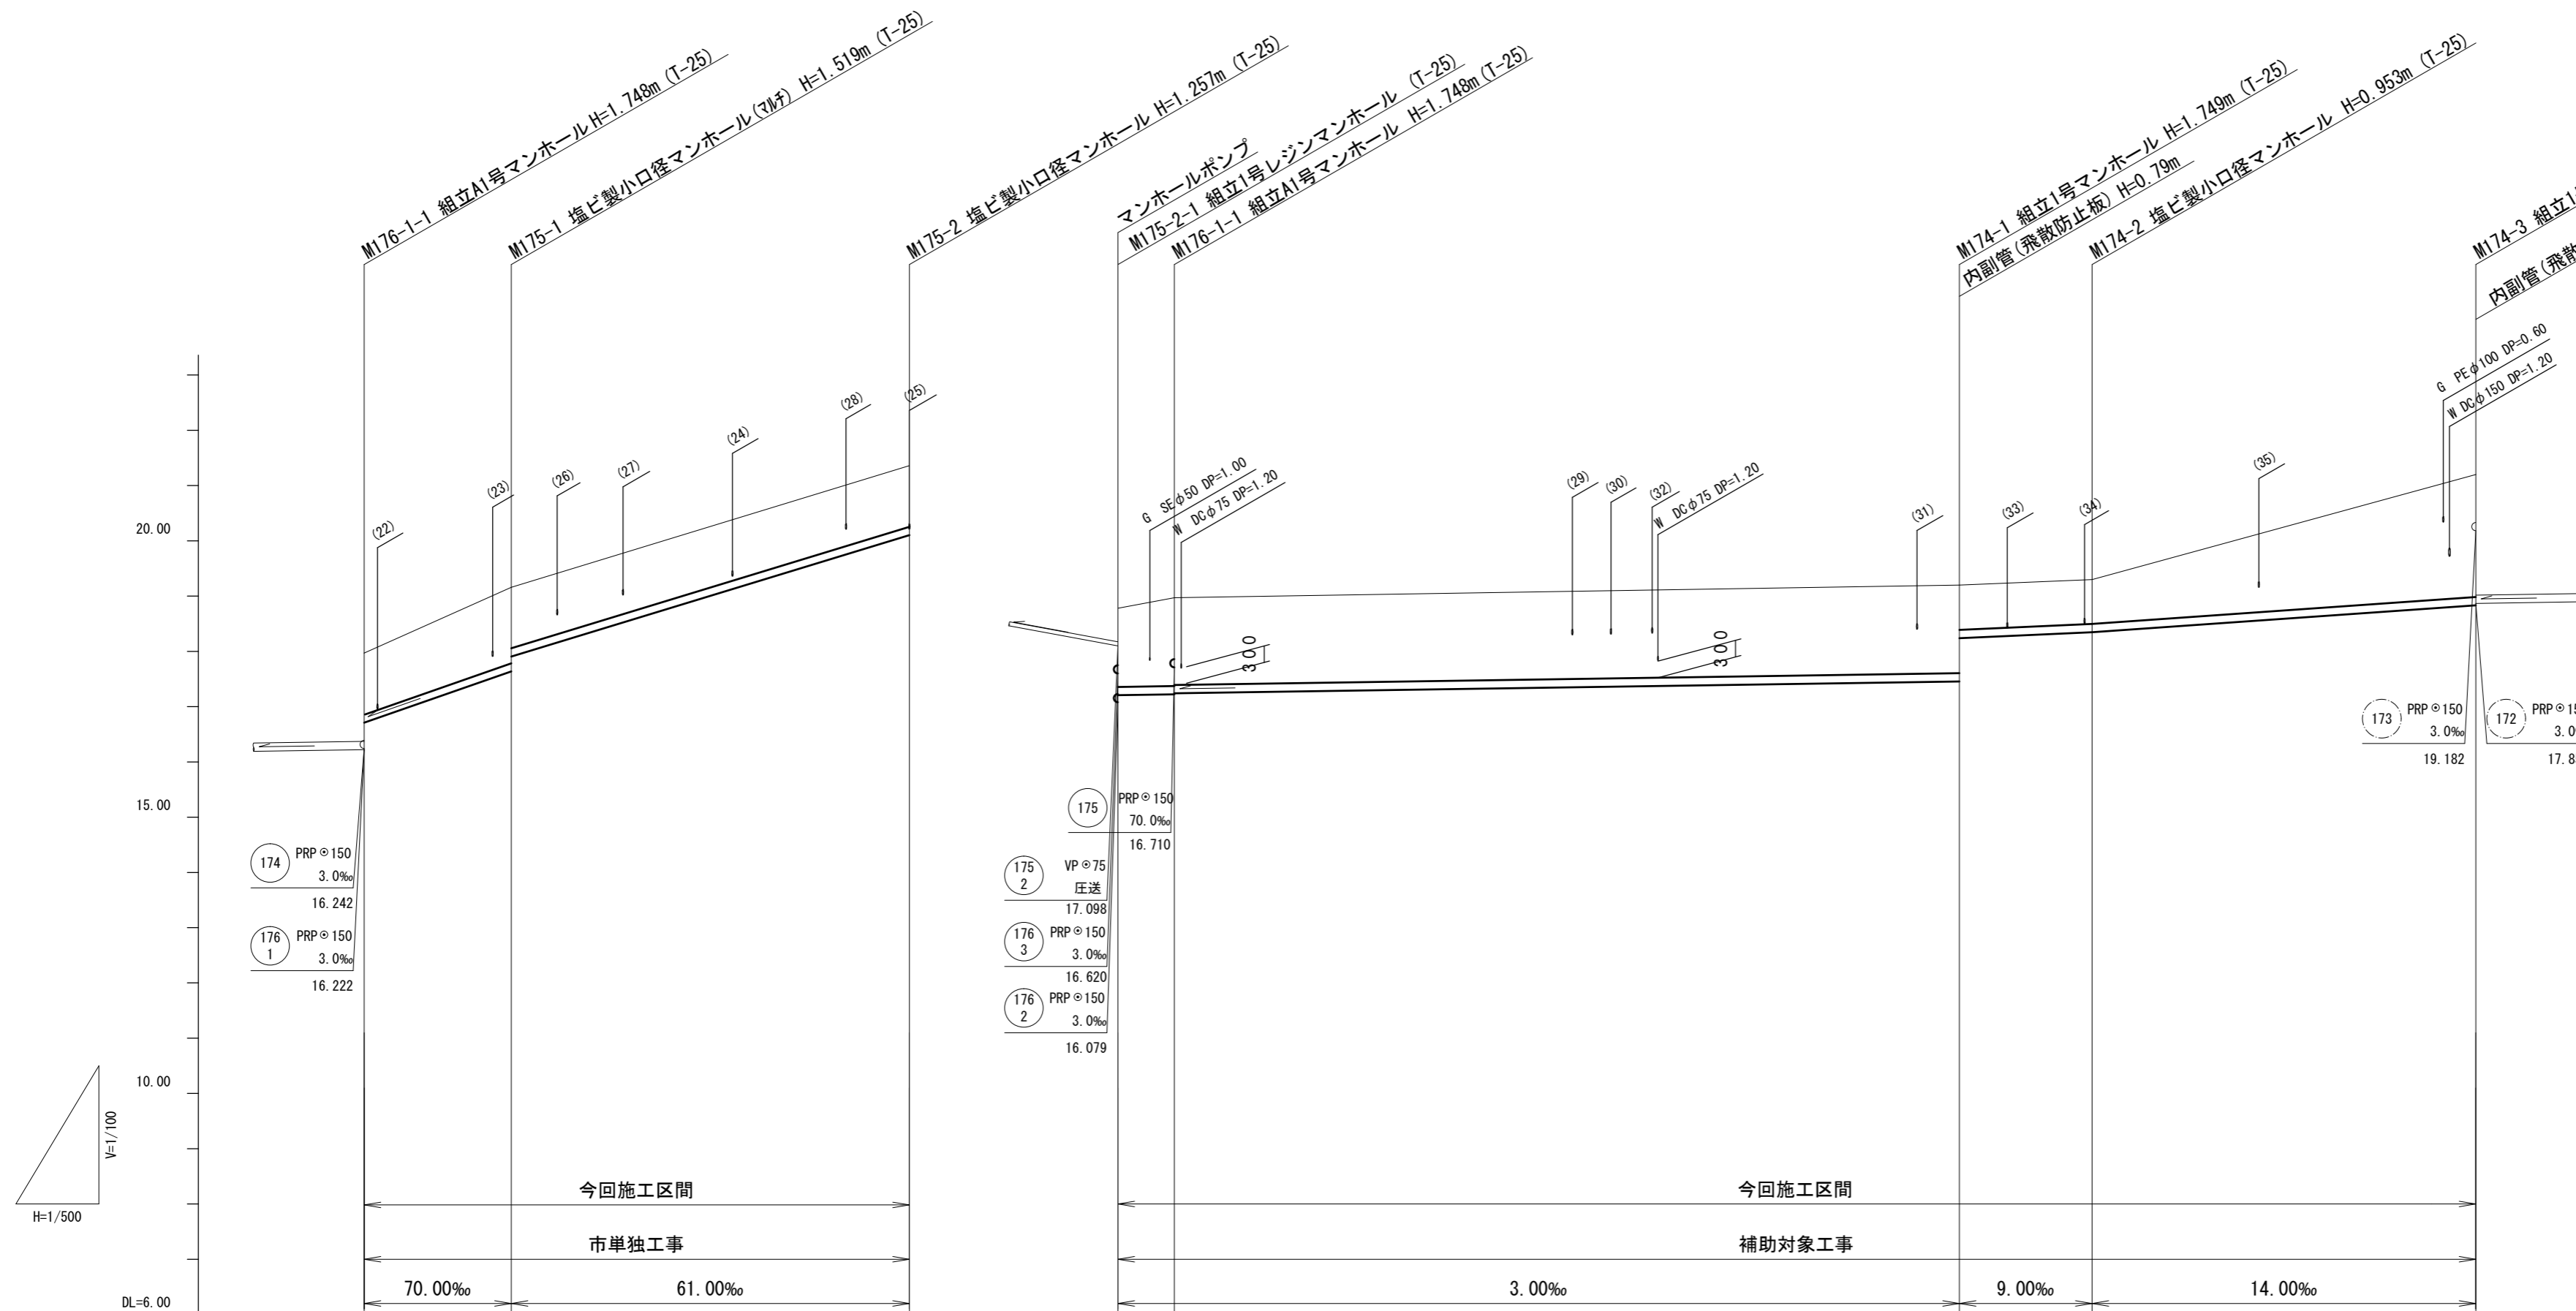 M176-1-1 組立A1号マンホール H=1.748m (T-25)
M175-1 塩ビ製小口径マンホール(マルチ) H=1.519m (T-25)
M175-2 塩ビ製小口径マンホール H=1.257m (T-25)
マンホールポンプ
M175-2-1 組立1号レジンマンホール (T-25)
M176-1-1 組立A1号マンホール H=1.748m (T-25)
M174-1 組立1号マンホール H=1.749m (T-25)
内副管(飛散防止板) H=0.79m
M174-2 塩ビ製小口径マンホール H=0.953m (T-25)
M174-3 組立1
内副管(飛散
(22)
(23)
(26)
(27)
(24)
(28)
(25)
G SEφ50 DP=1.00
W DCφ75 DP=1.20
(29)
(30)
(32)
W DCφ75 DP=1.20
(31)
(33)
(34)
(35)
G PEφ100 DP=0.60
W DCφ150 DP=1.20
300
300
20.00
15.00
10.00
DL=6.00
174 PRP⊙150
3.0‰
16.242
176
1
PRP⊙150
3.0‰
16.222
175 PRP⊙150
70.0‰
16.710
175
2
VP⊙75
圧送
17.098
176
3
PRP⊙150
3.0‰
16.620
176
2
PRP⊙150
3.0‰
16.079
173 PRP⊙150
3.0‰
19.182
172 PRP⊙15
3.0
17.8
V=1/100
H=1/500
今回施工区間
今回施工区間
市単独工事
補助対象工事
70.00‰
61.00‰
3.00‰
9.00‰
14.00‰